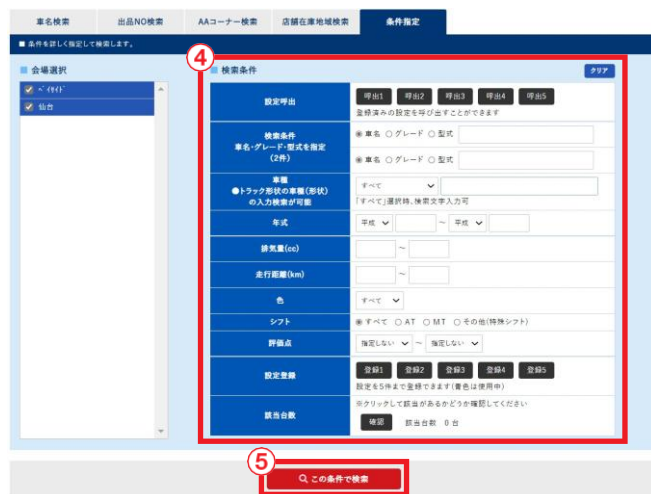 車名検索 出品NO検索 AAコーナー検索 店舗在庫地域検索 条件指定
■ 条件を詳しく指定して検索します。
会場選択
ﾍﾞｲｻｲﾄﾞ
仙台
④
検索条件 クリア
設定呼出
呼出1 呼出2 呼出3 呼出4 呼出5
登録済みの設定を呼び出すことができます
検索条件
車名・グレード・型式を指定
(2件)
車名 グレード 型式
車名 グレード 型式
車種
●トラック形状の車種(形状)
の入力検索が可能
すべて
「すべて」選択時、検索文字入力可
年式 平成 ～ 平成
排気量(cc) ～
走行距離(km) ～
色 すべて
シフト すべて AT MT その他(特殊シフト)
評価点 指定しない ～ 指定しない
設定登録
登録1 登録2 登録3 登録4 登録5
設定を5件まで登録できます(青色は使用中)
該当台数
※クリックして該当があるかどうか確認してください
確認 該当台数 0 台
⑤
この条件で検索